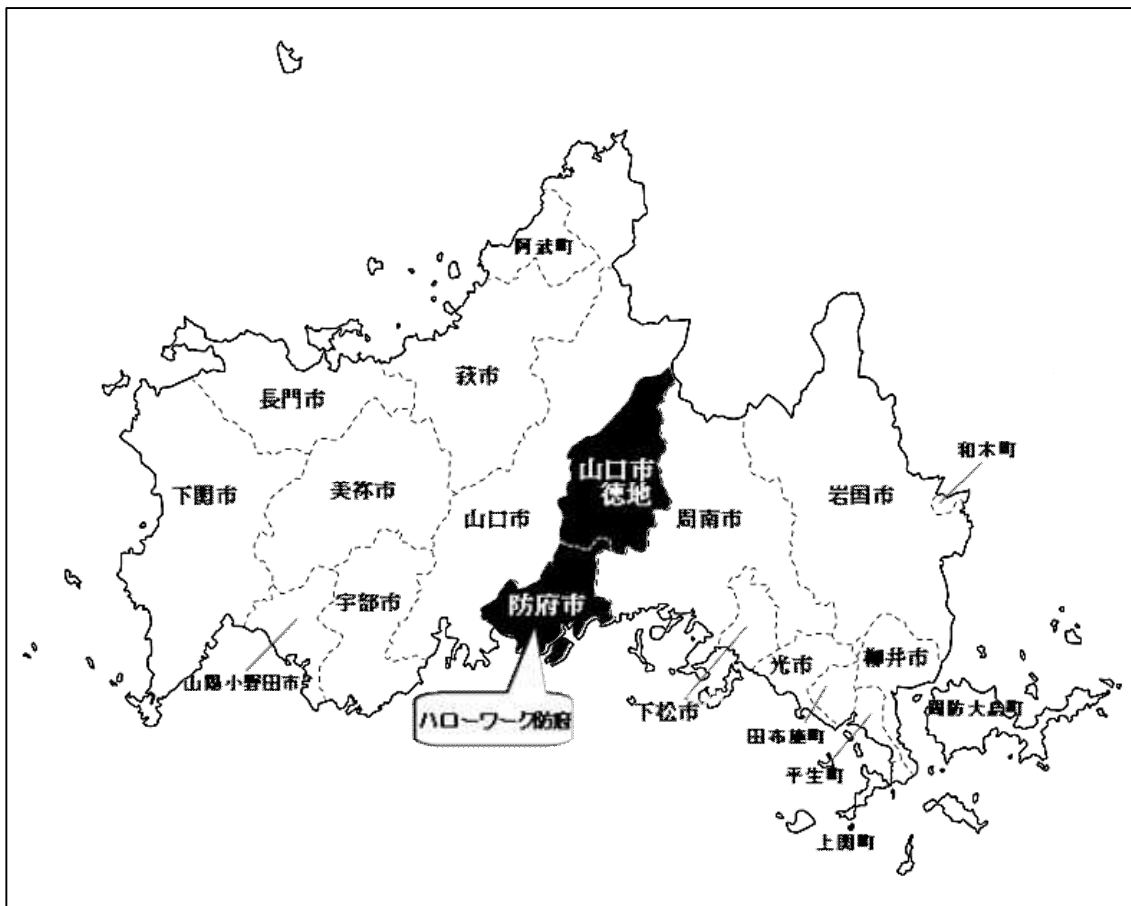 阿武町
萩市
長門市
和木町
山口市
徳地
下関市
美祢市
岩国市
山口市
周南市
宇部市
防府市
柳井市
光市
山陽小野田市
周防大島町
下松市
ハローワーク防府
田布施町
平生町
上関町